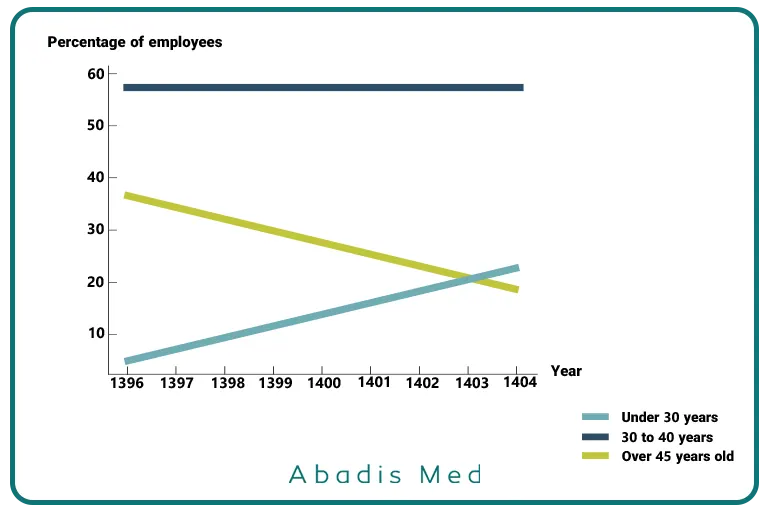 Percentage of employees
60
50
40
30
20
10
1396 1397 1398 1399 1400 1401 1402 1403 1404
Year
Under 30 years
30 to 40 years
Over 45 years old
Abadis Med